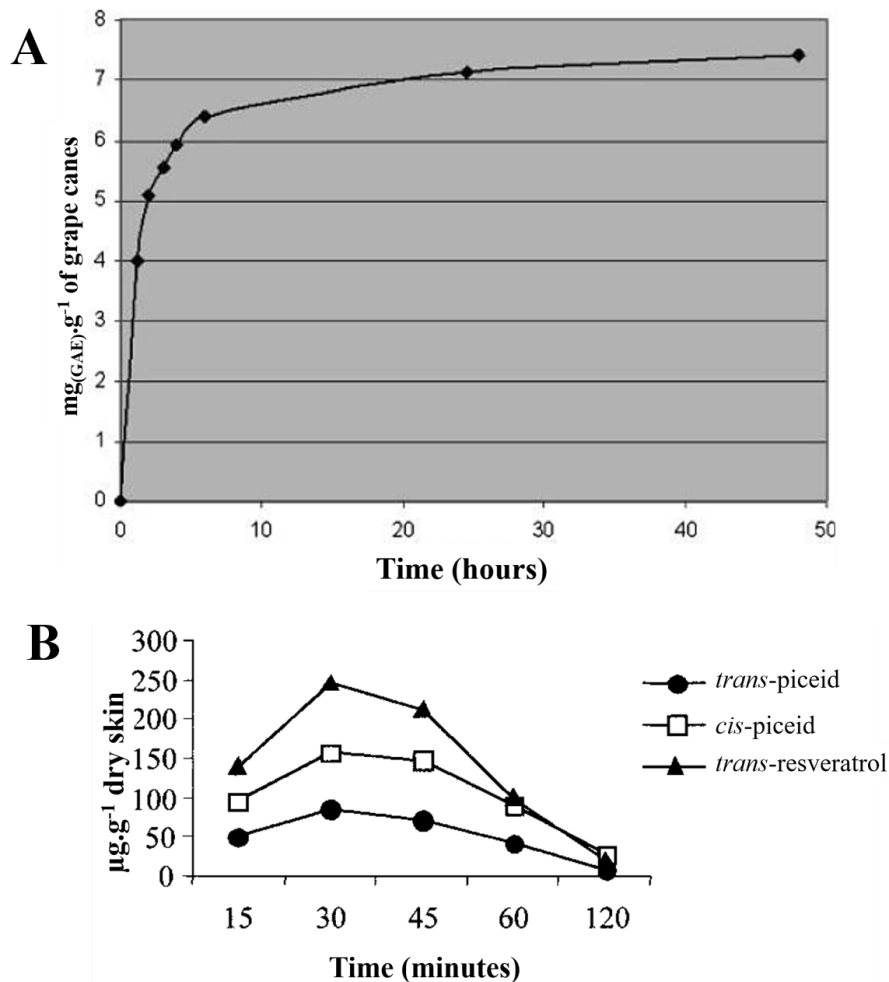 A
8
7
6
5
4
3
2
1
0
mg(GAE).g⁻¹ of grape canes
0 10 20 30 40 50
Time (hours)
B
300
250
200
150
100
50
0
µg.g⁻¹ dry skin
15 30 45 60 120
Time (minutes)
trans-piceid
cis-piceid
trans-resveratrol